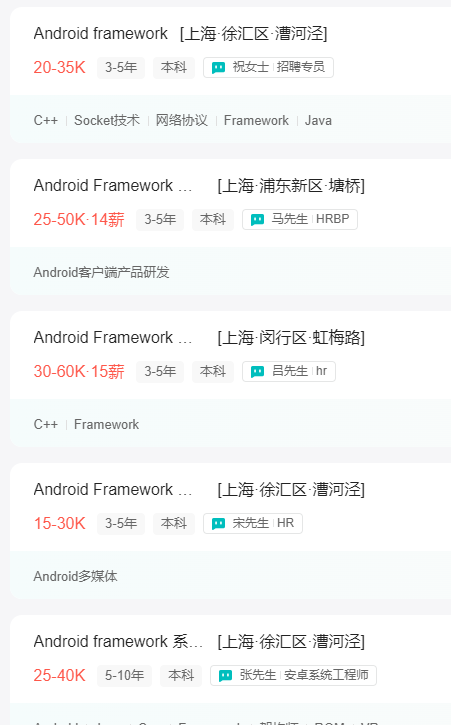 Android framework [上海·徐汇区·漕河泾]
20-35K 3-5年 本科 祝女士 招聘专员
C++ Socket技术 网络协议 Framework Java
Android Framework ... [上海·浦东新区·塘桥]
25-50K·14薪 3-5年 本科 马先生 HRBP
Android客户端产品研发
Android Framework ... [上海·闵行区·虹梅路]
30-60K·15薪 3-5年 本科 吕先生 hr
C++ Framework
Android Framework ... [上海·徐汇区·漕河泾]
15-30K 3-5年 本科 宋先生 HR
Android多媒体
Android framework 系... [上海·徐汇区·漕河泾]
25-40K 5-10年 本科 张先生 安卓系统工程师